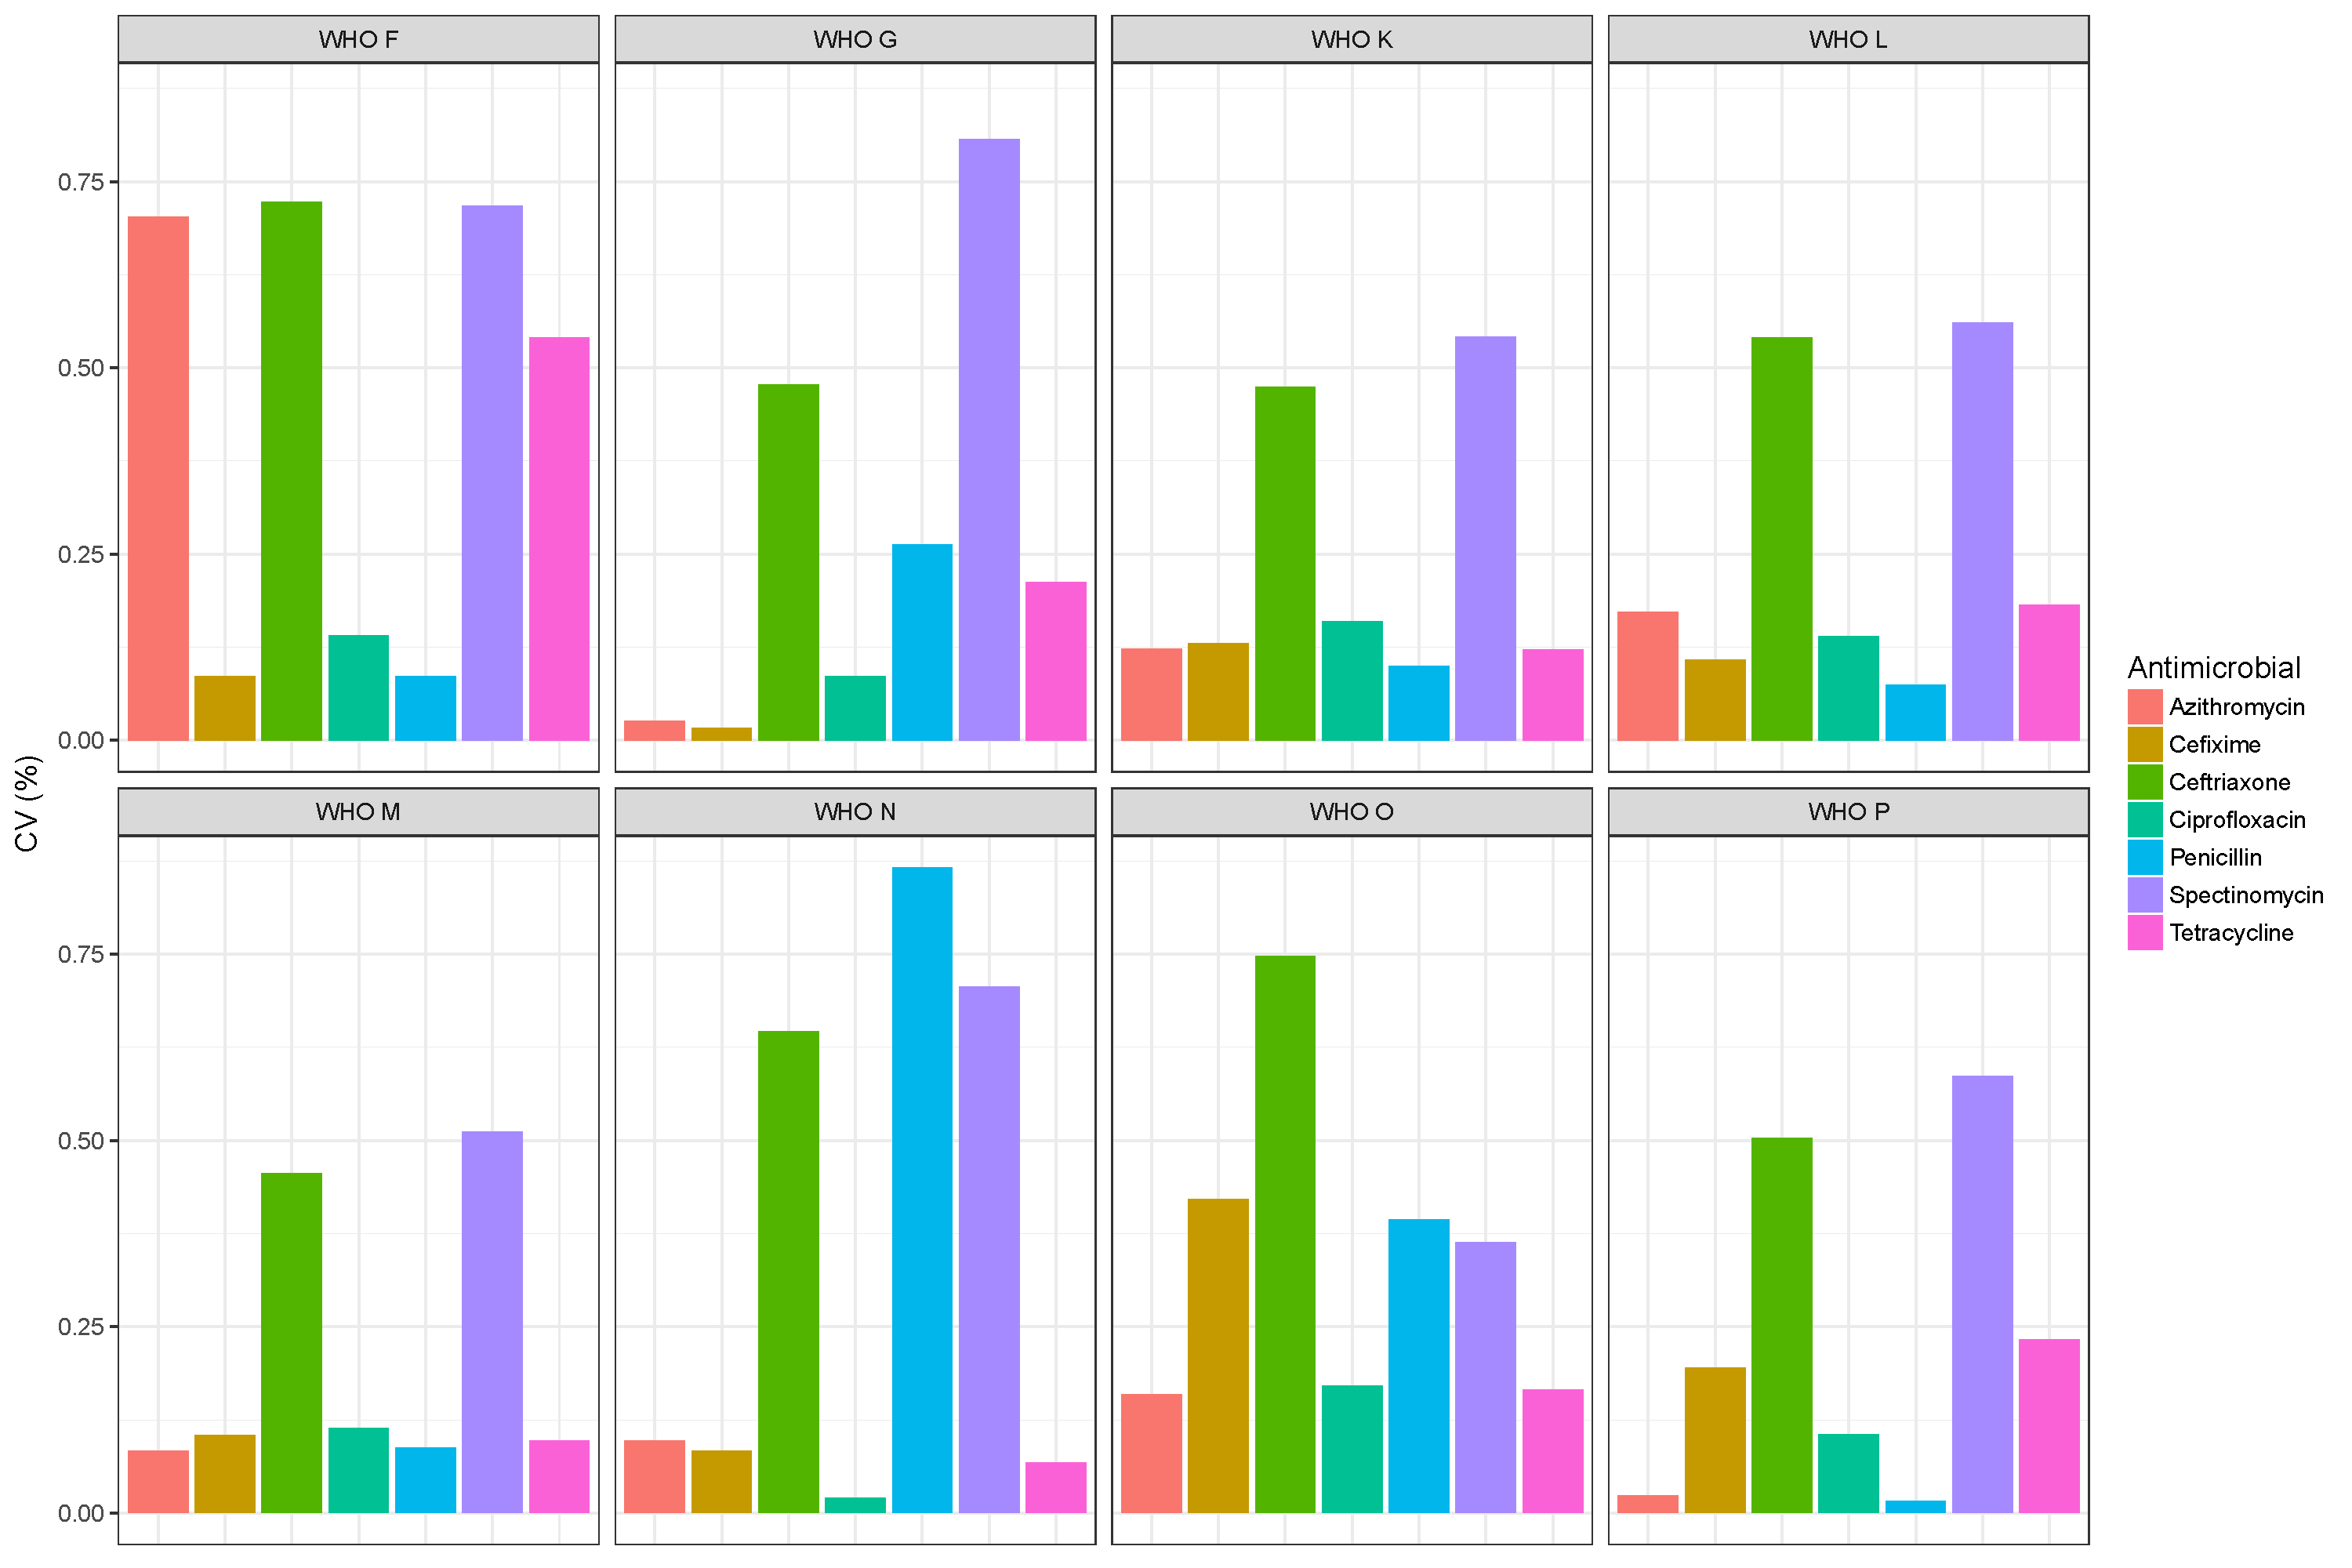 WHO F
WHO G
WHO K
WHO L
0.75
0.50
0.25
0.00
WHO M
WHO N
WHO O
WHO P
0.75
0.50
0.25
0.00
CV (%)
Antimicrobial
Azithromycin
Cefixime
Ceftriaxone
Ciprofloxacin
Penicillin
Spectinomycin
Tetracycline